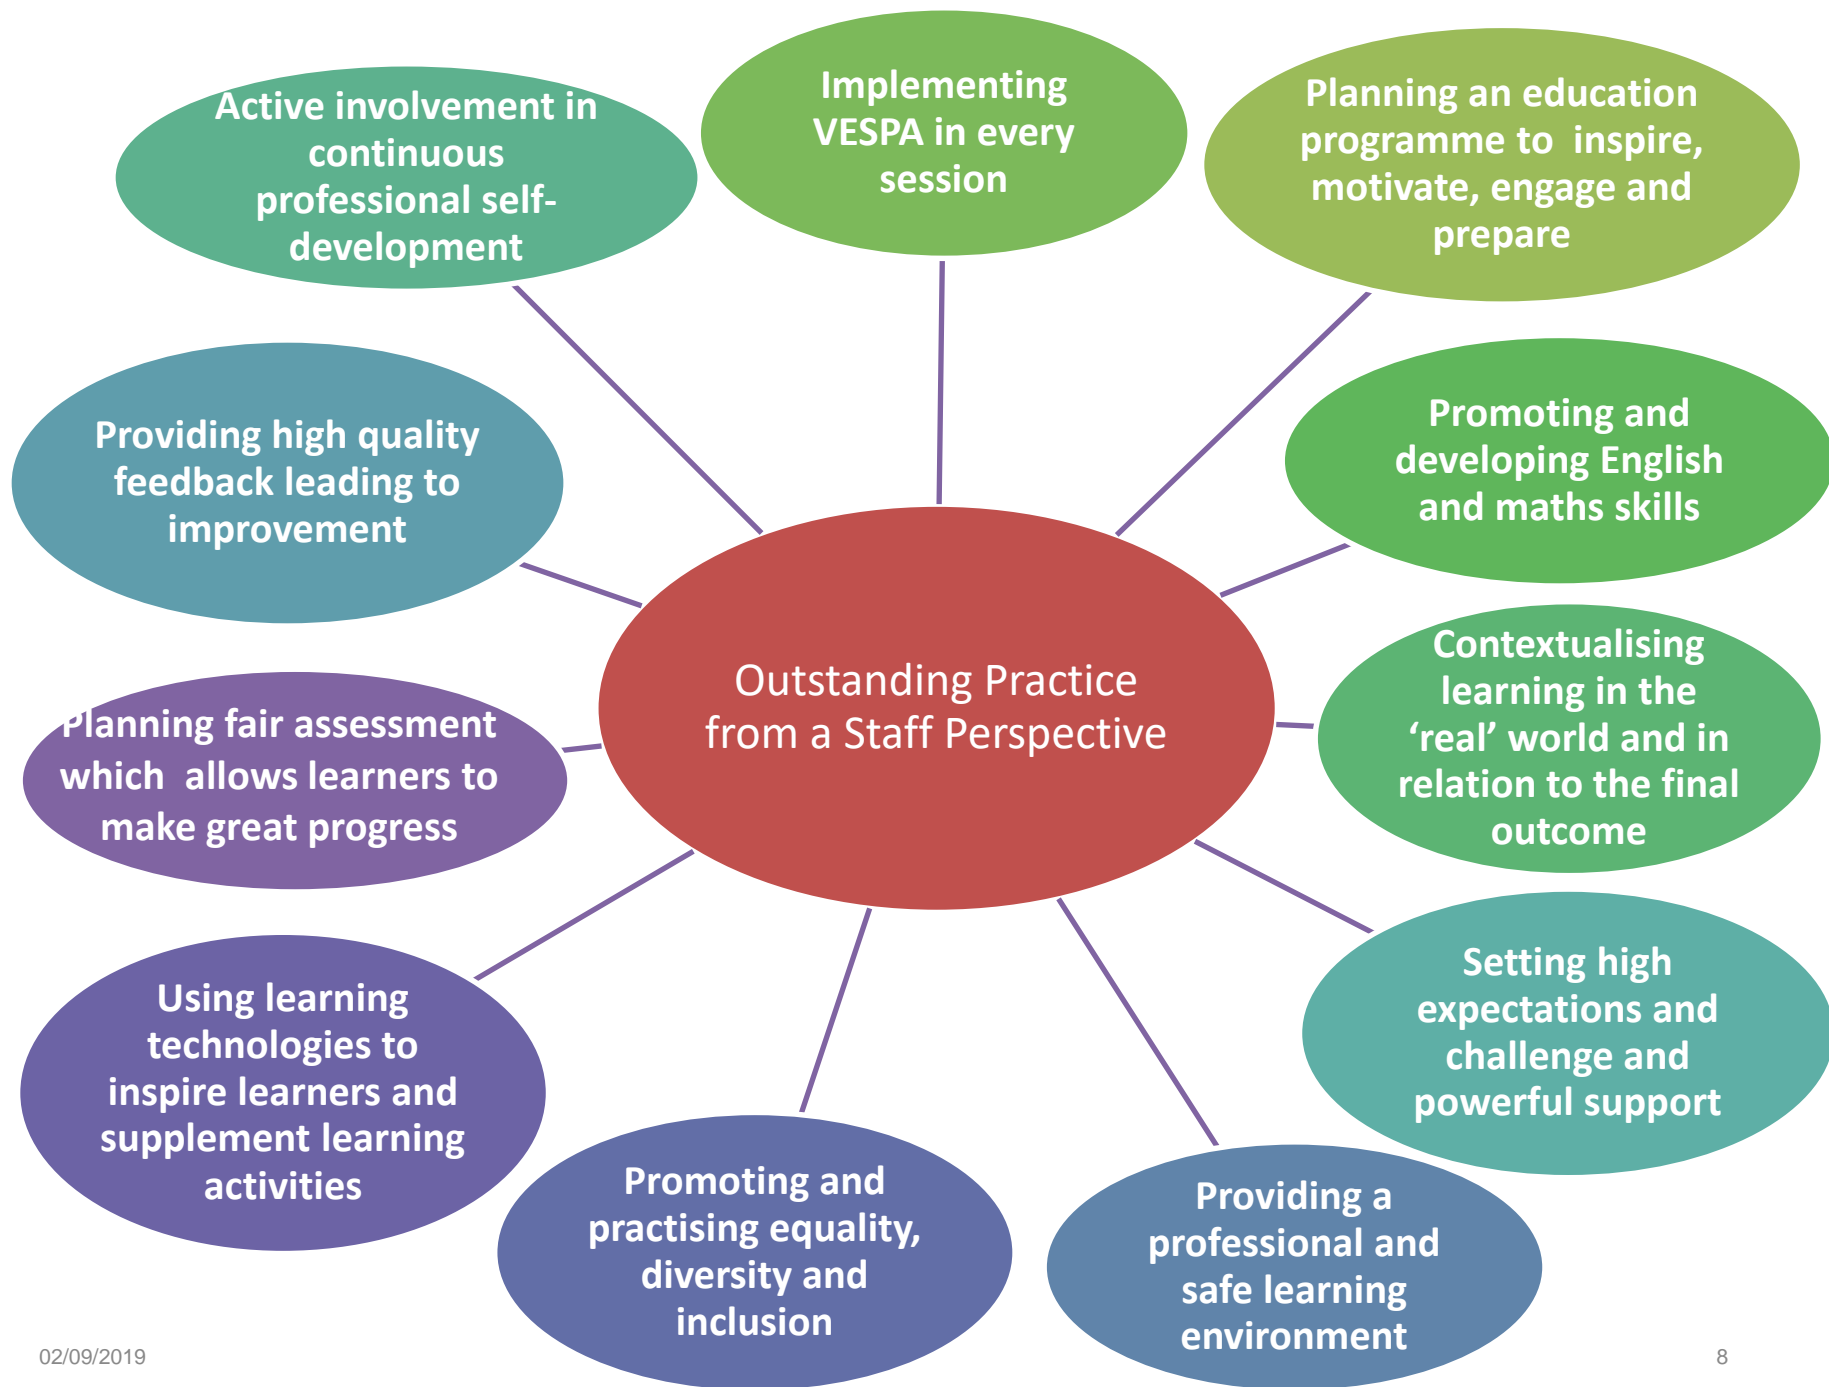 Implementing
VESPA in every
session
Planning an education
programme to  inspire,
motivate, engage and
prepare
Promoting and
developing English
and maths skills
Contextualising
learning in the
‘real’ world and in
relation to the final
outcome
Setting high
expectations and
challenge and
powerful support
Providing a
professional and
safe learning
environment
Promoting and
practising equality,
diversity and
inclusion
Using learning
technologies to
inspire learners and
supplement learning
activities
Planning fair assessment
which  allows learners to
make great progress
Providing high quality
feedback leading to
improvement
Active involvement in
continuous
professional self-
development
Outstanding Practice
from a Staff Perspective
02/09/2019
8